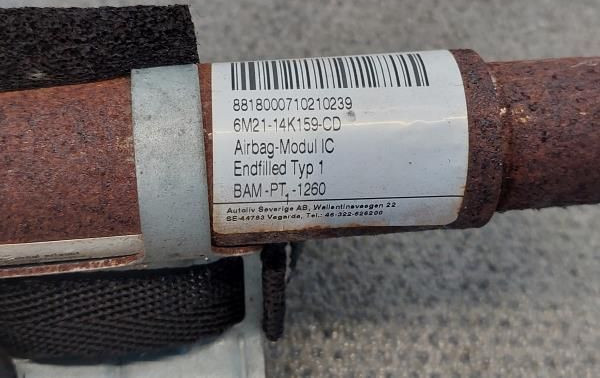 8818000710210239
6M21-14K159-CD
Airbag-Modul IC
Endfilled Typ 1
BAM-PT1-1260
Autoliv Sverige AB, Wallentinsvaegen 22
SE-44783 Vargarda, Tel.: 46-322-626200